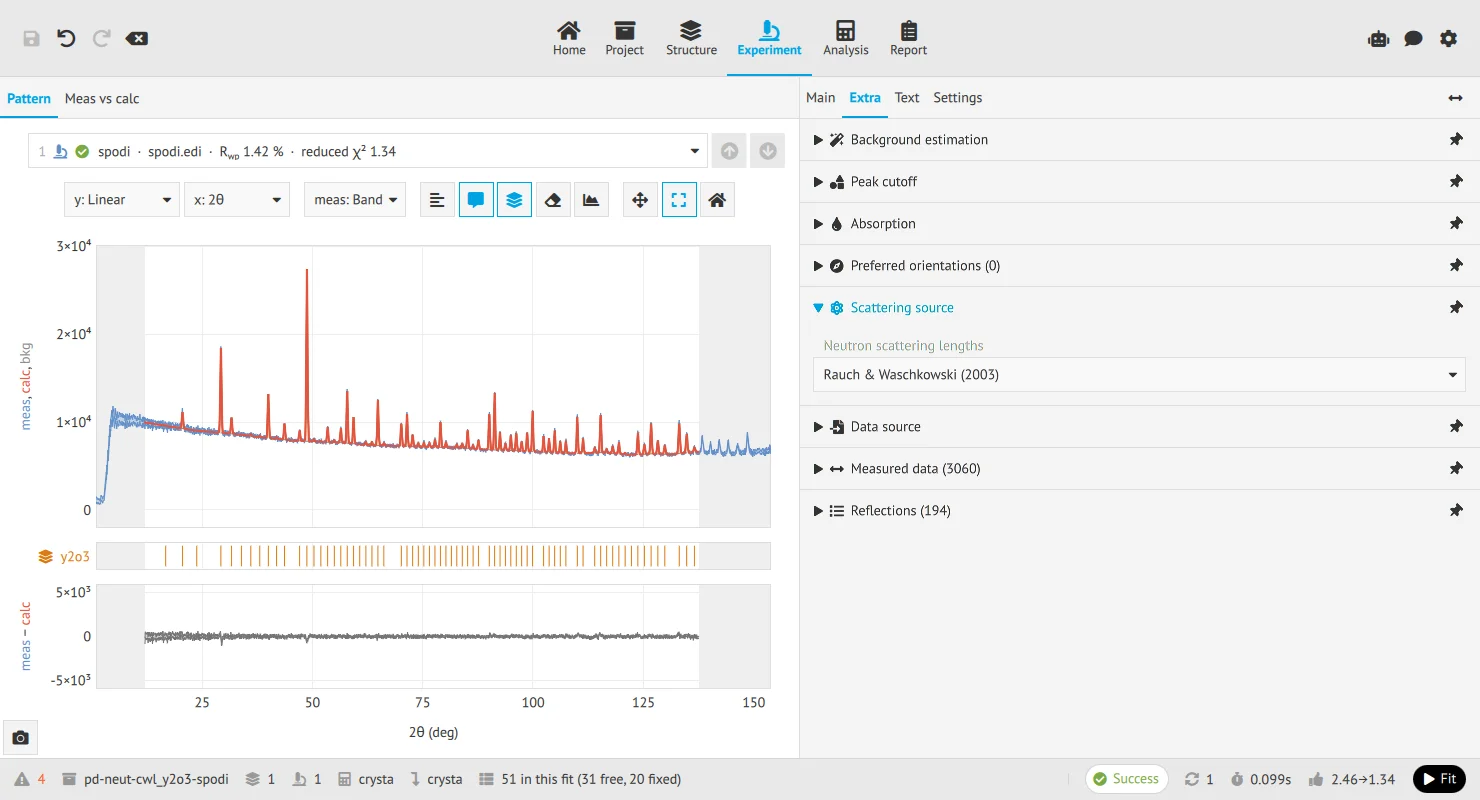 Home
Project
Structure
Experiment
Analysis
Report
Pattern
Meas vs calc
Main
Extra
Text
Settings
1 spodi · spodi.edi · Rwp 1.42 % · reduced χ² 1.34
y: Linear
x: 2θ
meas: Band
Background estimation
Peak cutoff
Absorption
Preferred orientations (0)
Scattering source
Neutron scattering lengths
Rauch & Waschkowski (2003)
Data source
Measured data (3060)
Reflections (194)
3×10⁴
2×10⁴
1×10⁴
0
meas, calc, bkg
y2o3
5×10³
0
-5×10³
meas − calc
25
50
75
100
125
150
2θ (deg)
4
pd-neut-cwl_y2o3-spodi
1
1
crysta
crysta
51 in this fit (31 free, 20 fixed)
Success
1
0.099s
2.46→1.34
Fit